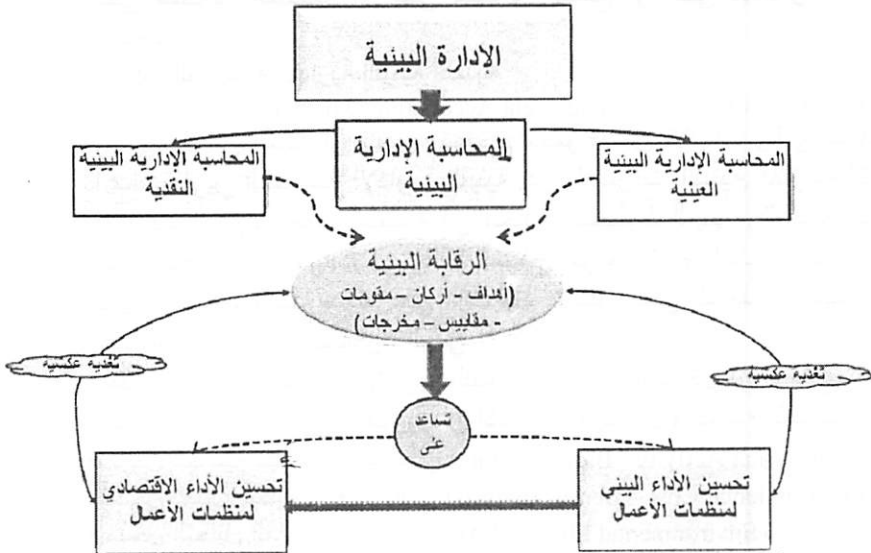 الإدارة البيئية
المحاسبة الإدارية
البيئية
المحاسبة الإدارية البيئية
العينية
المحاسبة الإدارية البيئية
النقدية
الرقابة البيئية
(أهداف - أركان – مقومات
- مقاييس – مخرجات)
تغذية عكسية
تغذية عكسية
تساعد
على
تحسين الأداء البيئي
لمنظمات الأعمال
تحسين الأداء الاقتصادي
لمنظمات الأعمال